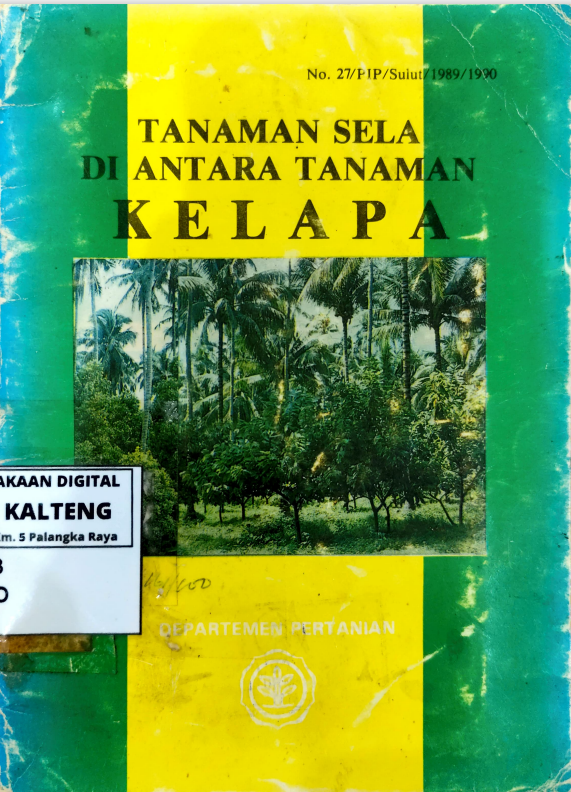 No. 27/PIP/Sulut/1989/1990
TANAMAN SELA
DI ANTARA TANAMAN
KELAPA
AKAAN DIGITAL
KALTENG
m. 5 Palangka Raya
DEPARTEMEN PERTANIAN